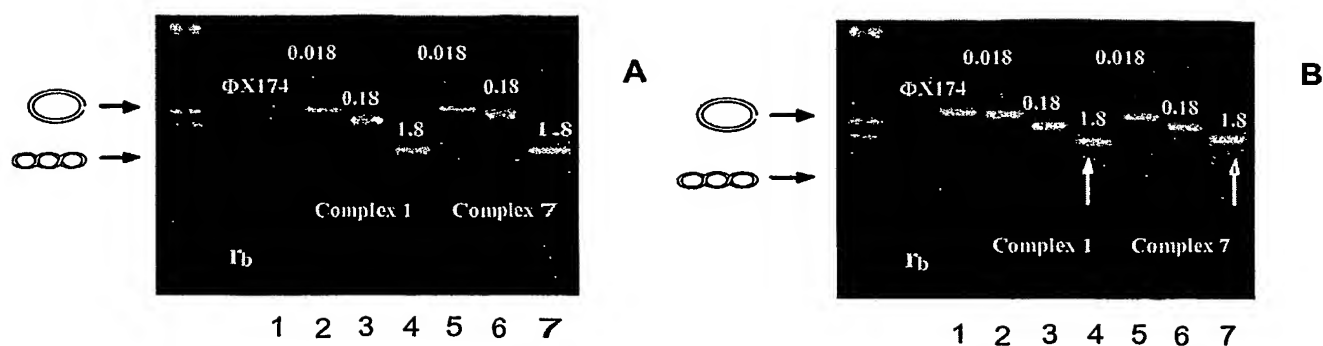 0.018 0.018 A
ΦX174 0.18 0.18
1.8 1.8
Complex 1 Complex 7
rb
1 2 3 4 5 6 7
0.018 0.018 B
ΦX174 0.18 0.18
1.8 1.8
Complex 1 Complex 7
rb
1 2 3 4 5 6 7